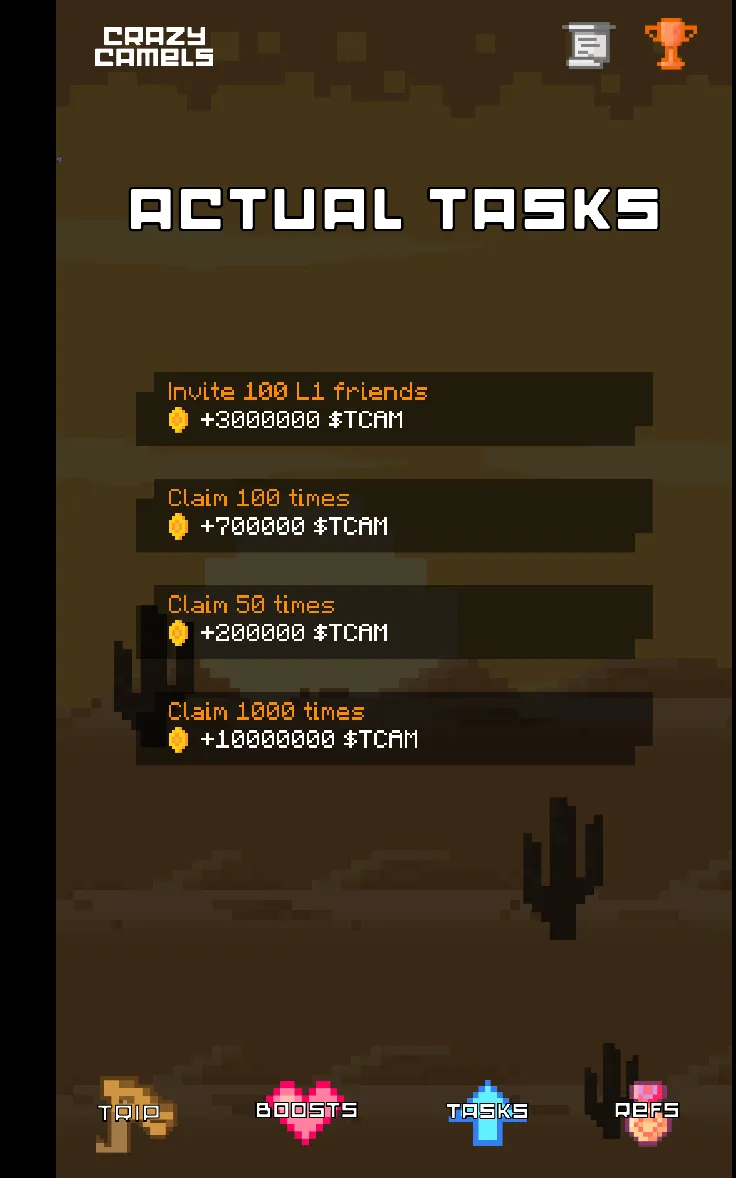 CRAZY
CAMELS
ACTUAL TASKS
Invite 100 L1 friends
+3000000 $TCAM
Claim 100 times
+700000 $TCAM
Claim 50 times
+200000 $TCAM
Claim 1000 times
+10000000 $TCAM
TRIP BOOSTS TASKS REFS